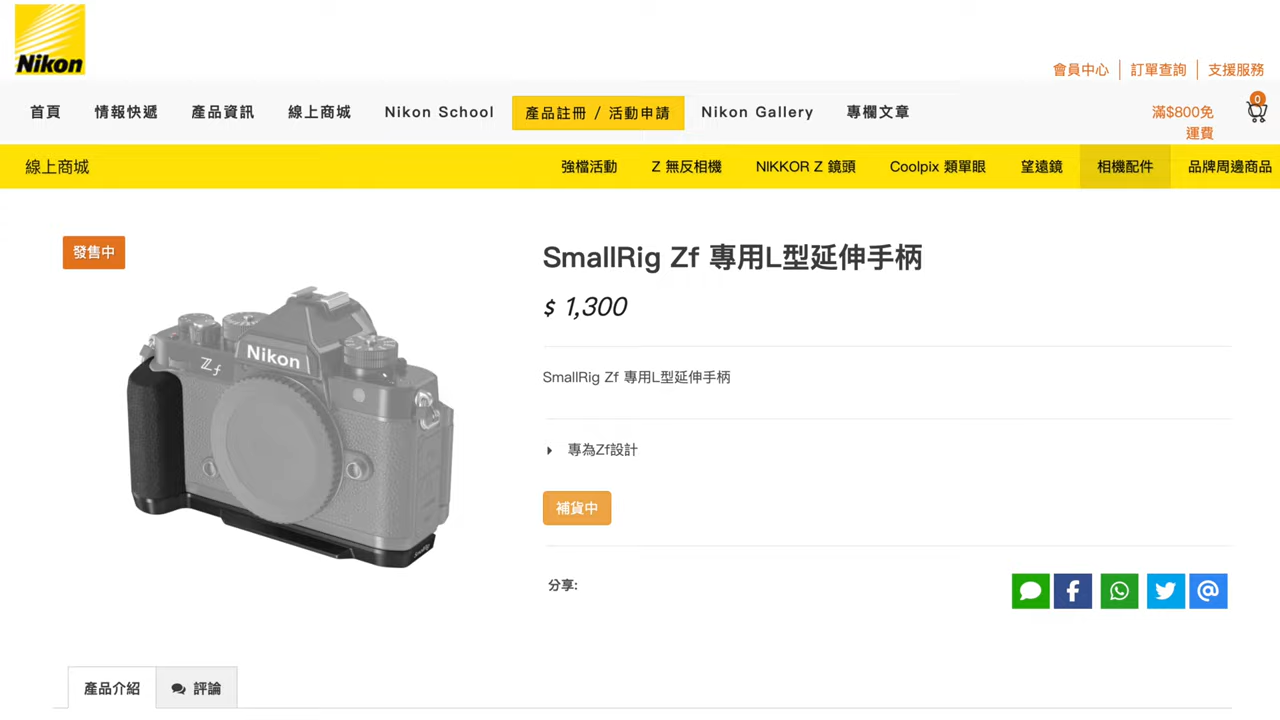 Nikon
會員中心
訂單查詢
支援服務
首頁
情報快遞
產品資訊
線上商城
Nikon School
產品註冊 / 活動申請
Nikon Gallery
專欄文章
滿$800免
運費
0
線上商城
強檔活動
Z 無反相機
NIKKOR Z 鏡頭
Coolpix 類單眼
望遠鏡
相機配件
品牌周邊商品
發售中
SmallRig Zf 專用L型延伸手柄
$ 1,300
Nikon
Zf
SmallRig
SmallRig Zf 專用L型延伸手柄
專為Zf設計
補貨中
分享:
產品介紹
評論